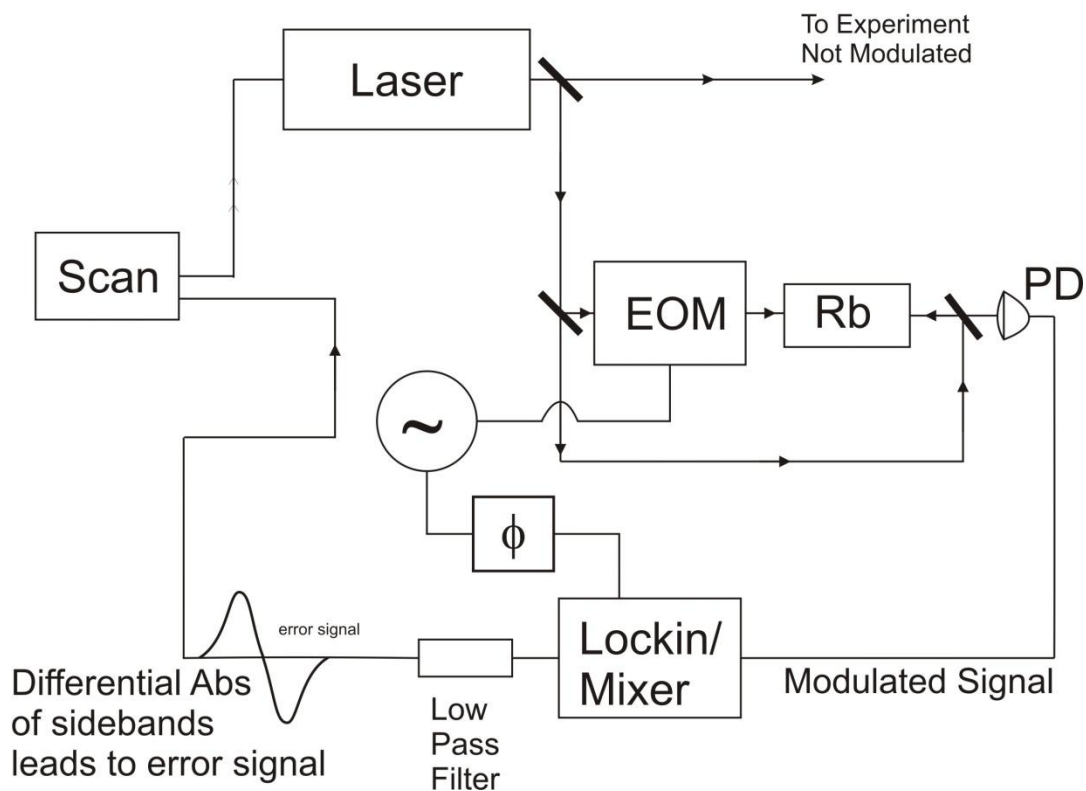 To Experiment
Not Modulated
Laser
Scan
EOM
Rb
PD
~
ϕ
error signal
Lockin/
Mixer
Modulated Signal
Differential Abs
of sidebands
leads to error signal
Low
Pass
Filter